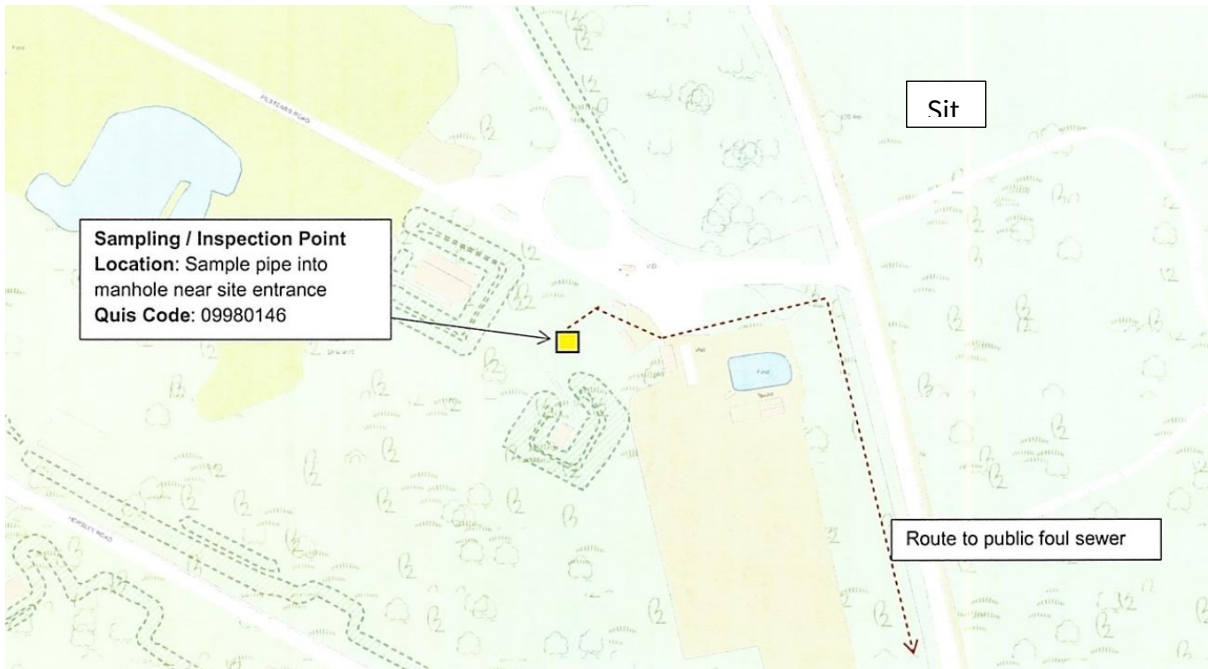 Sit
Sampling / Inspection Point
Location: Sample pipe into
manhole near site entrance
Quis Code: 09980146
Route to public foul sewer
Pond